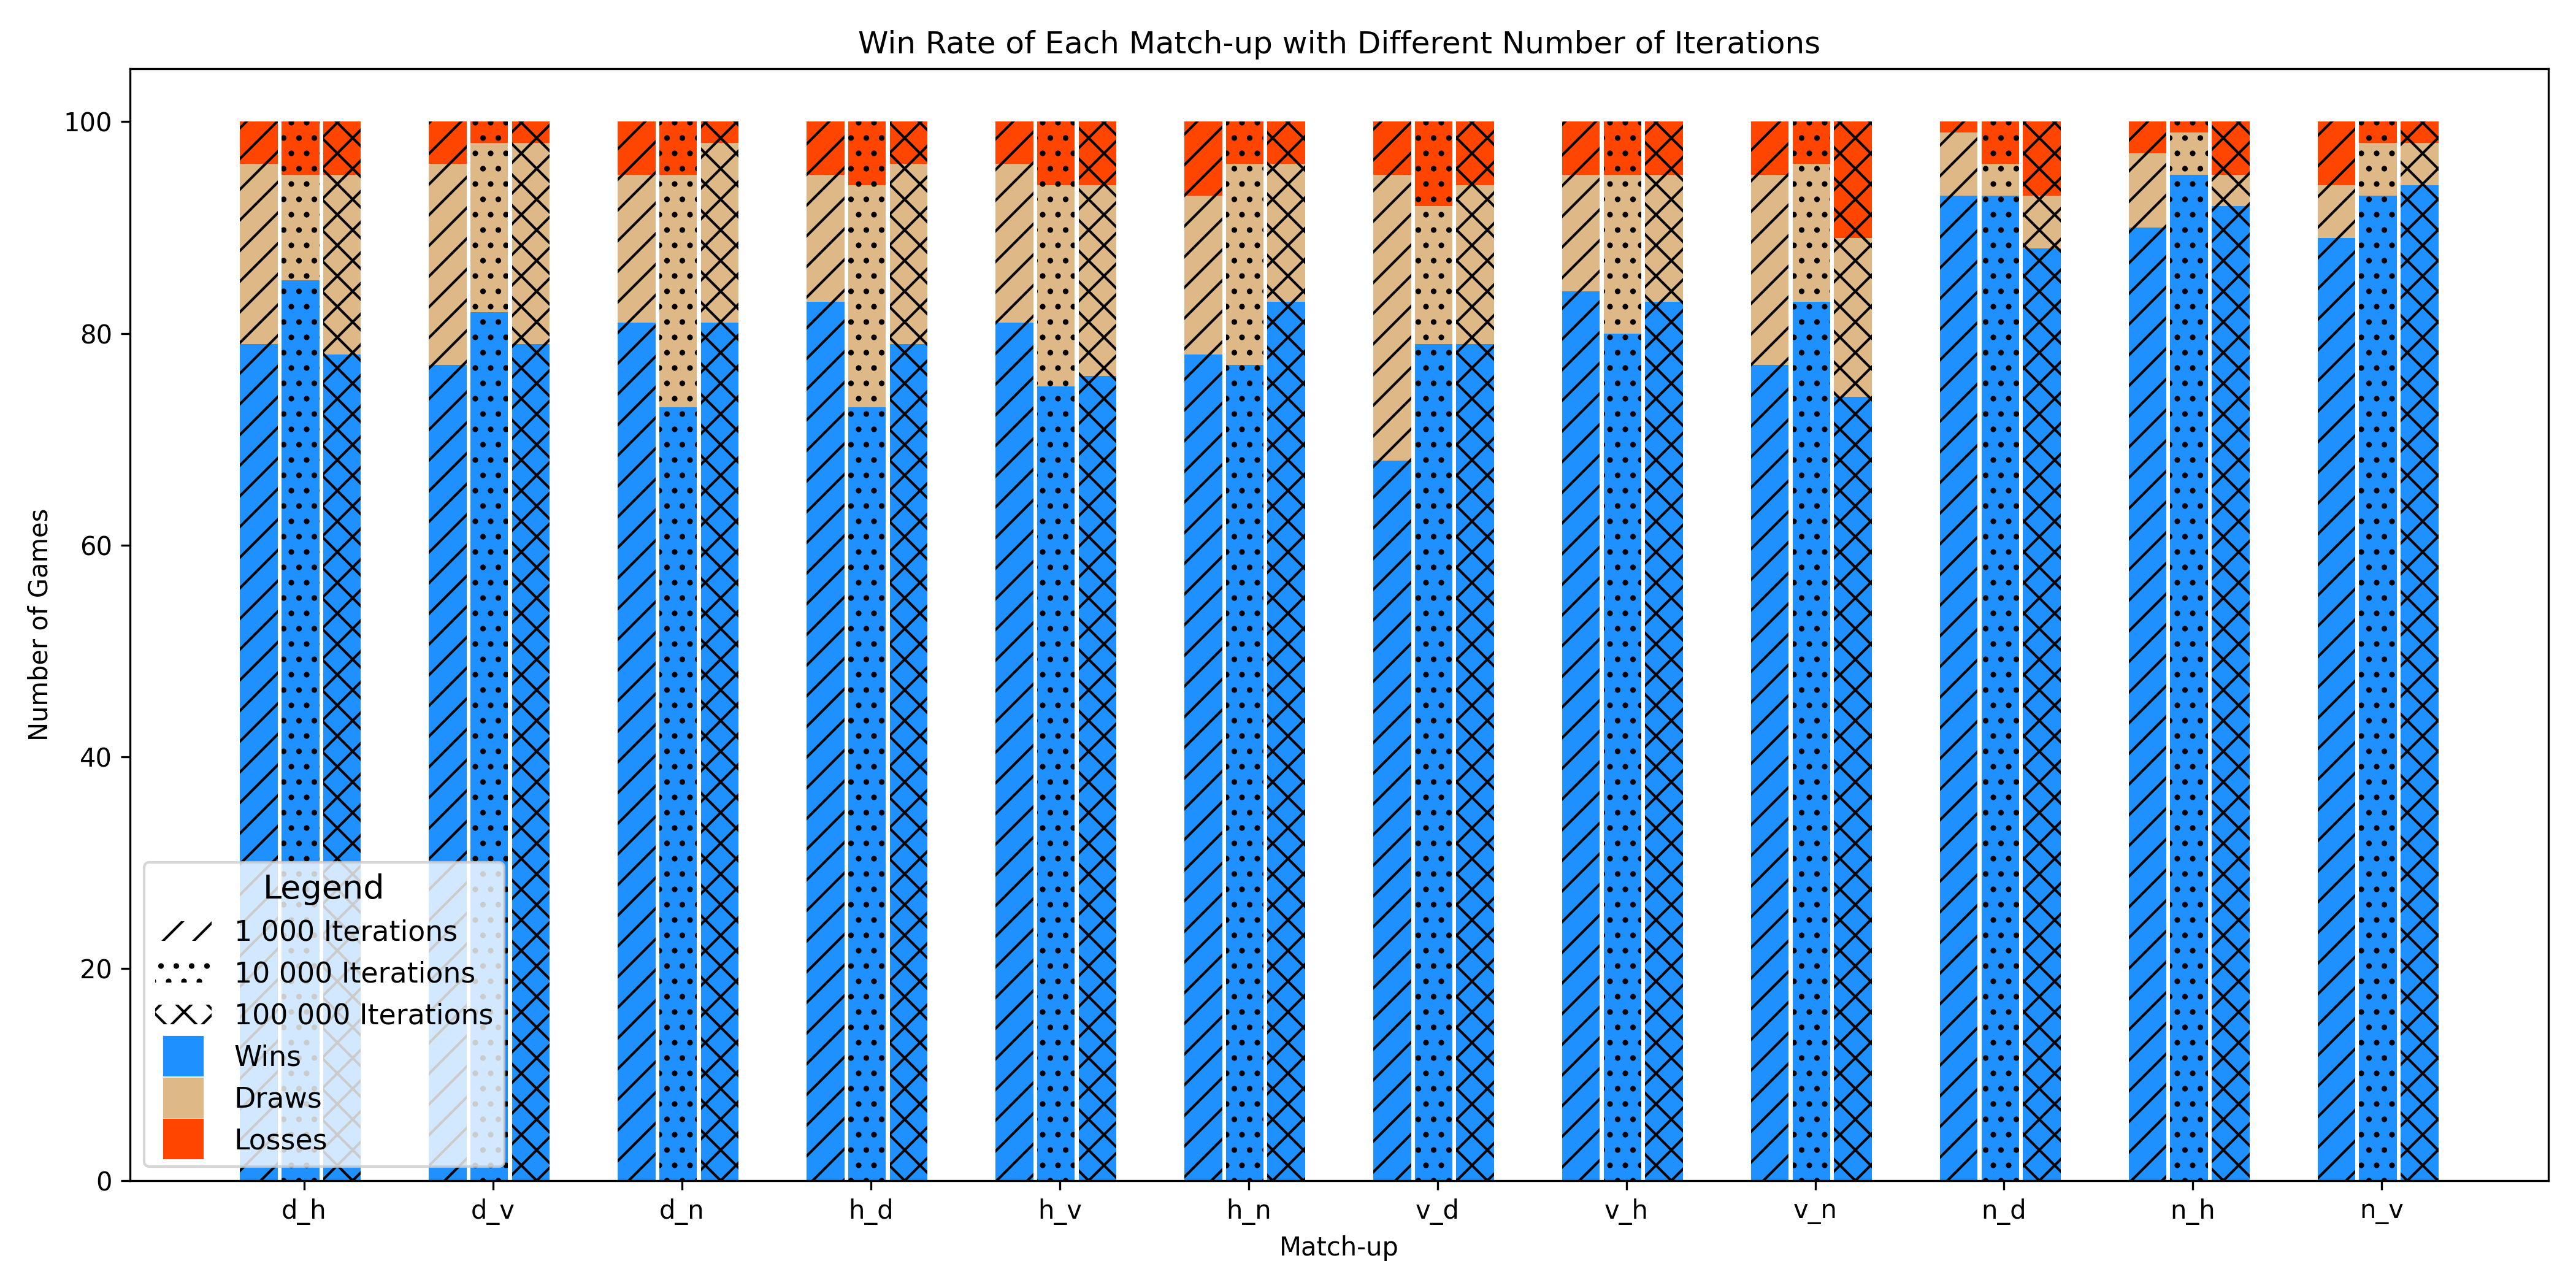 Win Rate of Each Match-up with Different Number of Iterations
Number of Games
100
80
60
40
20
0
Legend
1 000 Iterations
10 000 Iterations
100 000 Iterations
Wins
Draws
Losses
d_h d_v d_n h_d h_v h_n v_d v_h v_n n_d n_h n_v
Match-up